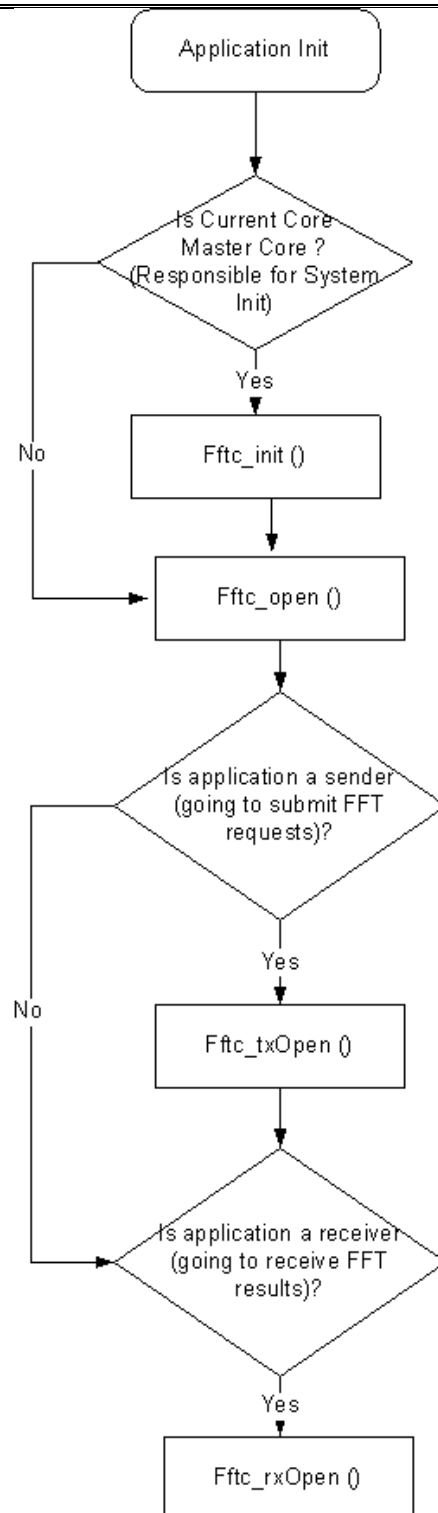 Application Init
Is Current Core
Master Core ?
(Responsible for System
Init)
Yes
No
Fftc_init ()
Fftc_open ()
Is application a sender
(going to submit FFT
requests)?
Yes
No
Fftc_txOpen ()
Is application a receiver
(going to receive FFT
results)?
Yes
Fftc_rxOpen ()